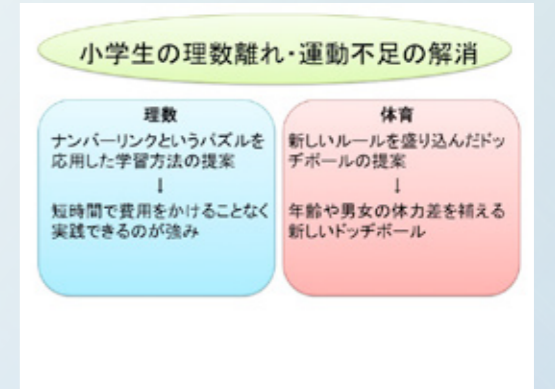 小学生の理数離れ・運動不足の解消
理数
ナンバーリンクというパズルを
応用した学習方法の提案
↓
短時間で費用をかけることなく
実践できるのが強み
体育
新しいルールを盛り込んだドッ
ヂボールの提案
↓
年齢や男女の体力差を補える
新しいドッヂボール